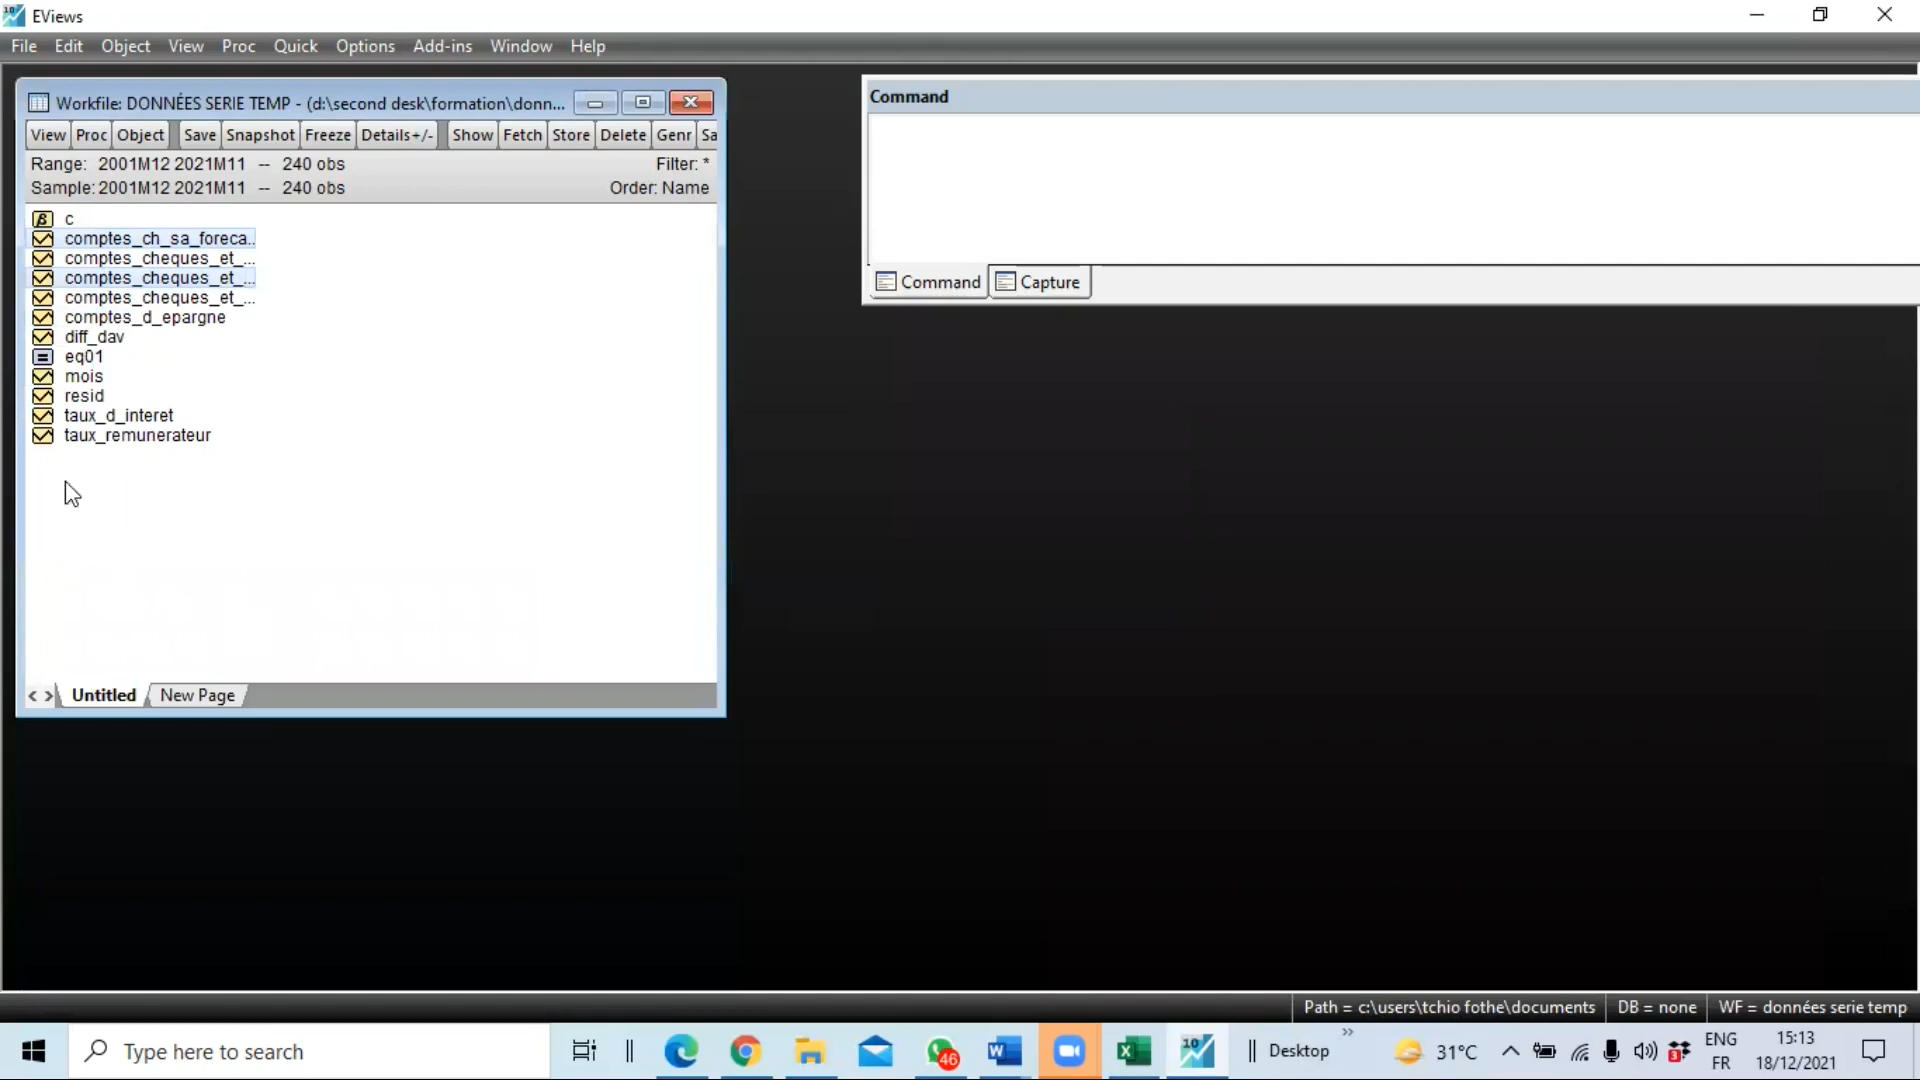 EViews
File Edit Object View Proc Quick Options Add-ins Window Help
Workfile: DONNÉES SERIE TEMP - (d:\second desk\formation\donn...
View Proc Object Save Snapshot Freeze Details+/- Show Fetch Store Delete Genr Sa
Range: 2001M12 2021M11 -- 240 obs Filter: *
Sample: 2001M12 2021M11 -- 240 obs Order: Name
c
comptes_ch_sa_foreca..
comptes_cheques_et_...
comptes_cheques_et_...
comptes_cheques_et_...
comptes_d_epargne
diff_dav
eq01
mois
resid
taux_d_interet
taux_remunerateur
< > Untitled New Page
Command
Command Capture
Path = c:\users\tchio fothe\documents DB = none WF = données serie temp
Type here to search
46
10
Desktop
31°C
3
ENG
FR
15:13
18/12/2021